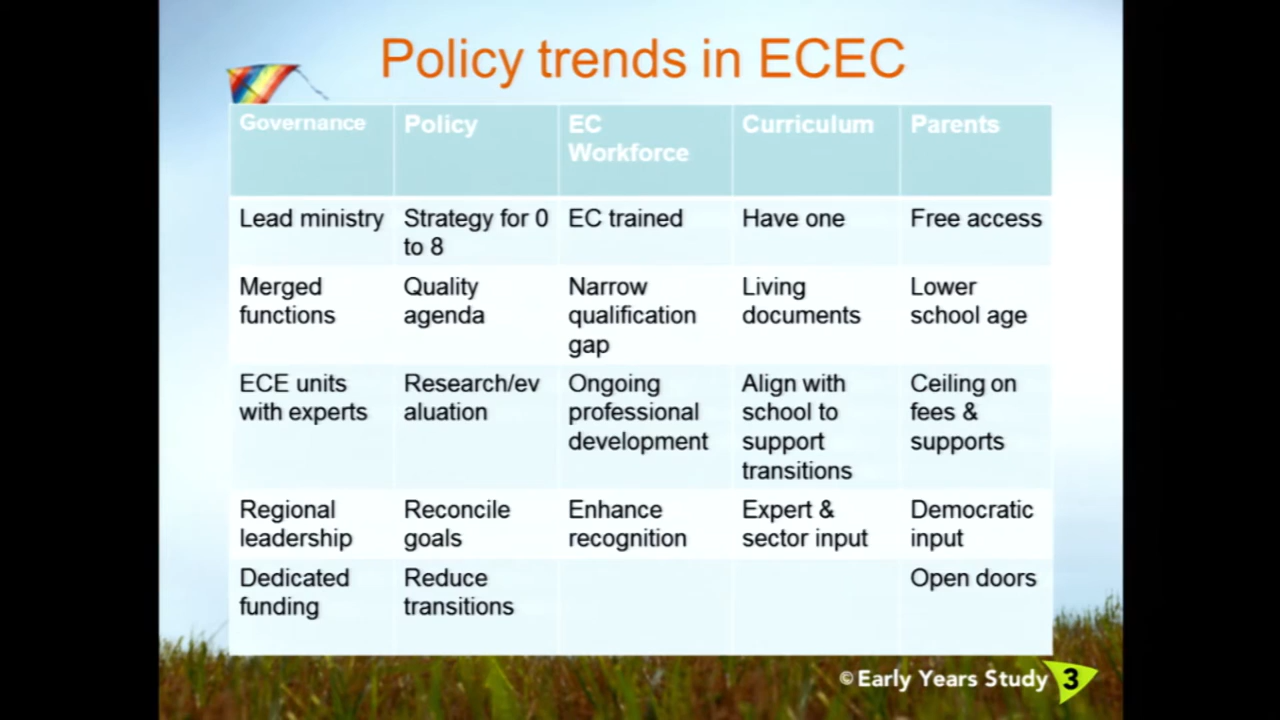 Policy trends in ECEC
Governance Policy EC Curriculum Parents
Workforce
Lead ministry Strategy for 0 EC trained Have one Free access
to 8
Merged Quality Narrow Living Lower
functions agenda qualification documents school age
gap
ECE units Research/ev Ongoing Align with Ceiling on
with experts aluation professional school to fees &
development support supports
transitions
Regional Reconcile Enhance Expert & Democratic
leadership goals recognition sector input input
Dedicated Reduce Open doors
funding transitions
© Early Years Study 3